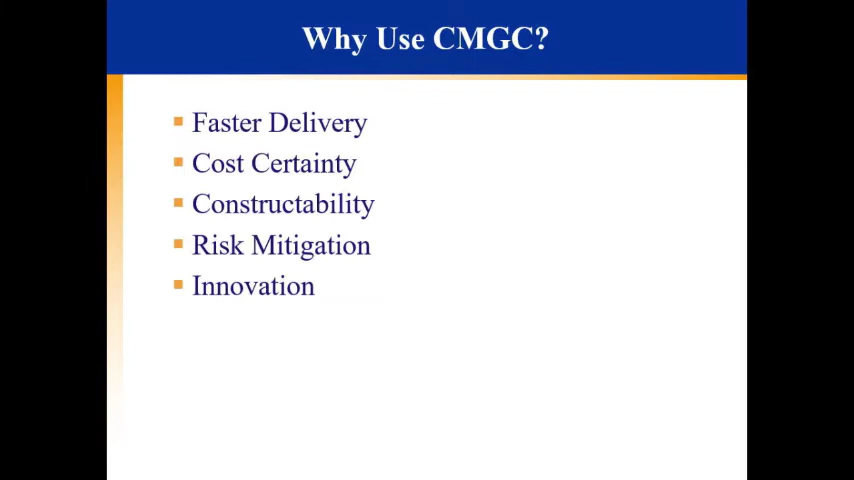 Why Use CMGC?
Faster Delivery
Cost Certainty
Constructability
Risk Mitigation
Innovation